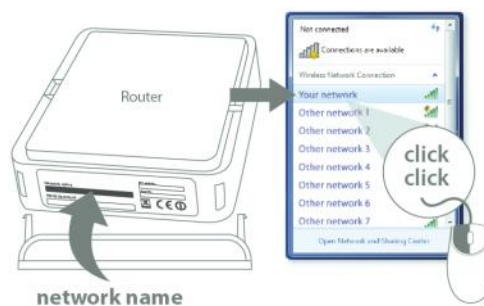 Router
network name
Not connected
Connections are available
Wireless Network Connection
Your network
Other network 1
Other network 2
Other network 3
Other network 4
Other network 5
Other network 6
Other network 7
Open Network and Sharing Center
click
click